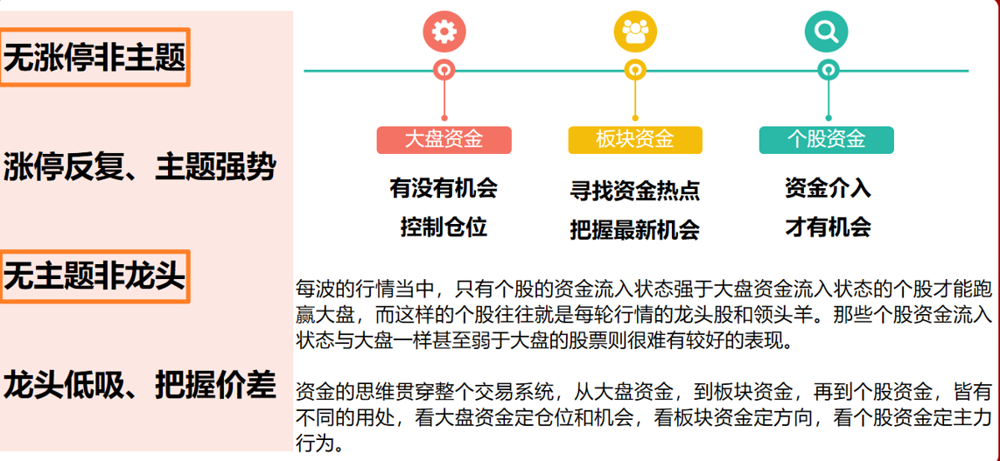 无涨停非主题
涨停反复、主题强势
无主题非龙头
龙头低吸、把握价差
大盘资金
有没有机会
控制仓位
板块资金
寻找资金热点
把握最新机会
个股资金
资金介入
才有机会
每波的行情当中，只有个股的资金流入状态强于大盘资金流入状态的个股才能跑
赢大盘，而这样的个股往往就是每轮行情的龙头股和领头羊。那些个股资金流入
状态与大盘一样甚至弱于大盘的股票则很难有较好的表现。
资金的思维贯穿整个交易系统，从大盘资金，到板块资金，再到个股资金，皆有
不同的用处，看大盘资金定仓位和机会，看板块资金定方向，看个股资金定主力
行为。